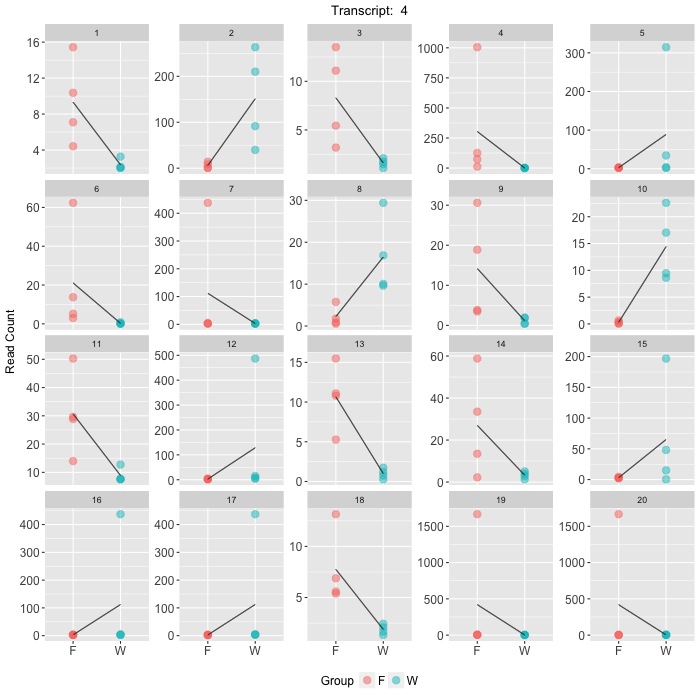 Transcript: 4
1 2 3 4 5
16 12 8 4
200 100 0
10 5
1000 750 500 250 0
300 200 100 0
6 7 8 9 10
60 40 20 0
400 300 200 100 0
30 20 10 0
30 20 10 0
20 15 10 5 0
Read Count
11 12 13 14 15
50 40 30 20 10
500 400 300 200 100 0
15 10 5 0
60 40 20 0
200 150 100 50 0
16 17 18 19 20
400 300 200 100 0
400 300 200 100 0
10 5
1500 1000 500 0
1500 1000 500 0
F W F W F W F W F W
Group F W